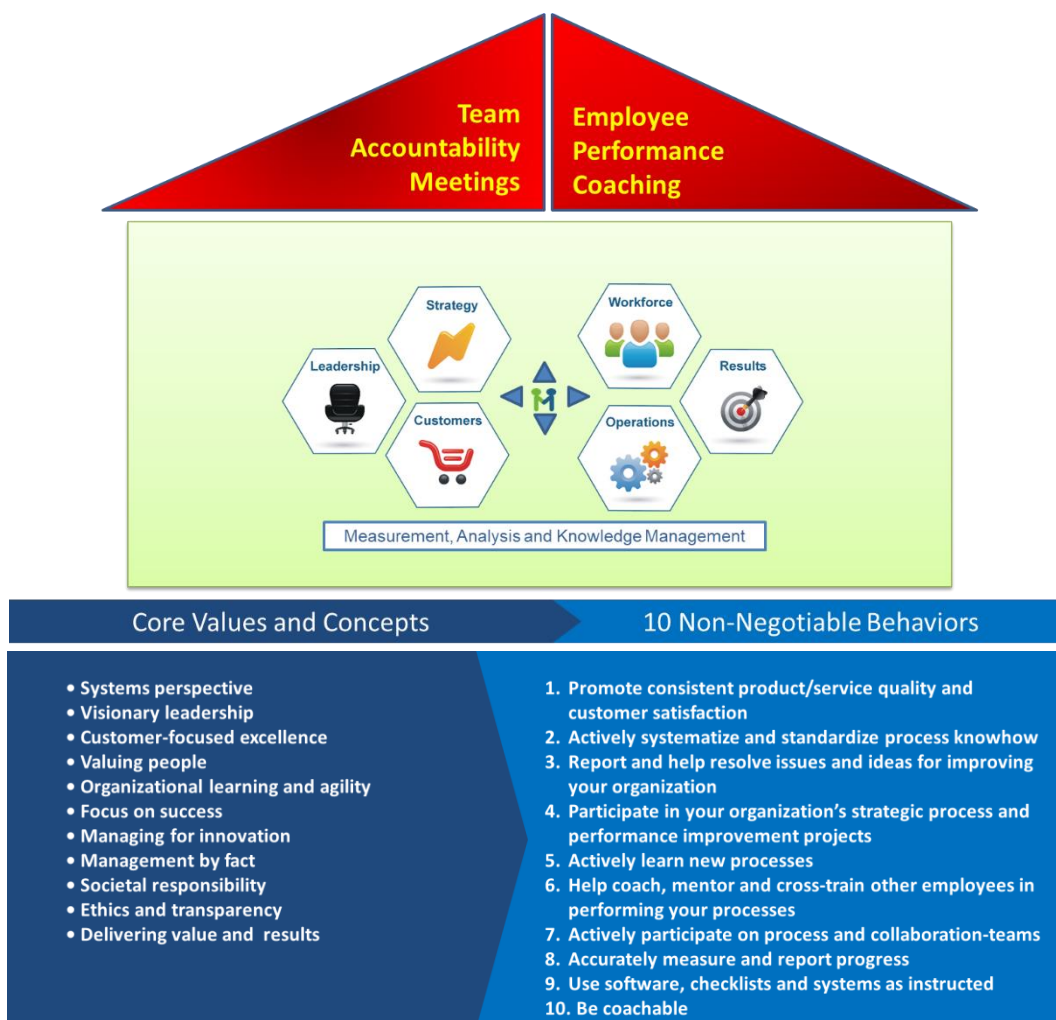 Team
Accountability
Meetings
Employee
Performance
Coaching
Strategy
Workforce
Leadership
Results
Customers
Operations
Measurement, Analysis and Knowledge Management
Core Values and Concepts
10 Non-Negotiable Behaviors
• Systems perspective
• Visionary leadership
• Customer-focused excellence
• Valuing people
• Organizational learning and agility
• Focus on success
• Managing for innovation
• Management by fact
• Societal responsibility
• Ethics and transparency
• Delivering value and  results
1. Promote consistent product/service quality and
customer satisfaction
2. Actively systematize and standardize process knowhow
3. Report and help resolve issues and ideas for improving
your organization
4. Participate in your organization’s strategic process and
performance improvement projects
5. Actively learn new processes
6. Help coach, mentor and cross-train other employees in
performing your processes
7. Actively participate on process and collaboration-teams
8. Accurately measure and report progress
9. Use software, checklists and systems as instructed
10. Be coachable